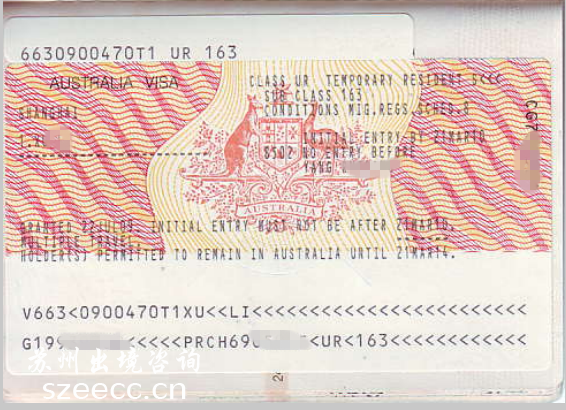 6630900470T1 UR 163
AUSTRALIA VISA
CLASS UR TEMPORARY RESIDENT S<<<
SUB CLASS 163
SHANGHAI
CONDITIONS MIG.REGS SCHED.8
INITIAL ENTRY BY 21MAR10
8502 NO ENTRY BEFORE
YANG
AUSTRALIA
GRANTED 22JUL09. INITIAL ENTRY MUST NOT BE AFTER 21MAR10.
MULTIPLE TRAVEL.
HOLDER(S) PERMITTED TO REMAIN IN AUSTRALIA UNTIL 21MAR14.
V663<0900470T1XU<<LI<<<<<<<<<<<<<<<<<<<<<<<<
G199 <<<<<PRCH69 <UR<163<<<<<<<<<<<<
苏州出境咨询
szeecc.cn